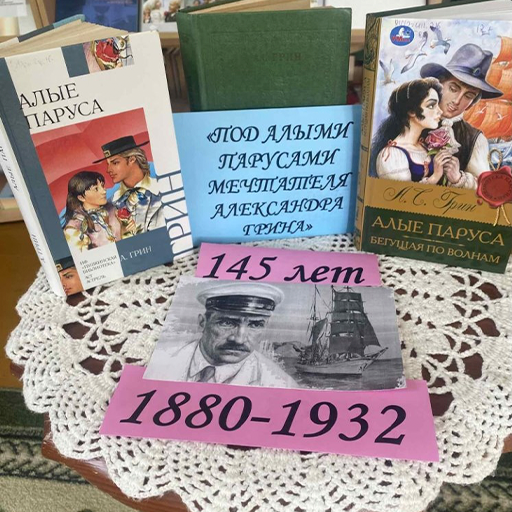 АЛЫЕ
ПАРУСА
А. ГРИН
ГРИН
«ПОД АЛЫМИ
ПАРУСАМИ
МЕЧТАТЕЛЯ
АЛЕКСАНДРА
ГРИНА»
А. С. Грин
АЛЫЕ ПАРУСА
БЕГУЩАЯ ПО ВОЛНАМ
145 лет
1880-1932